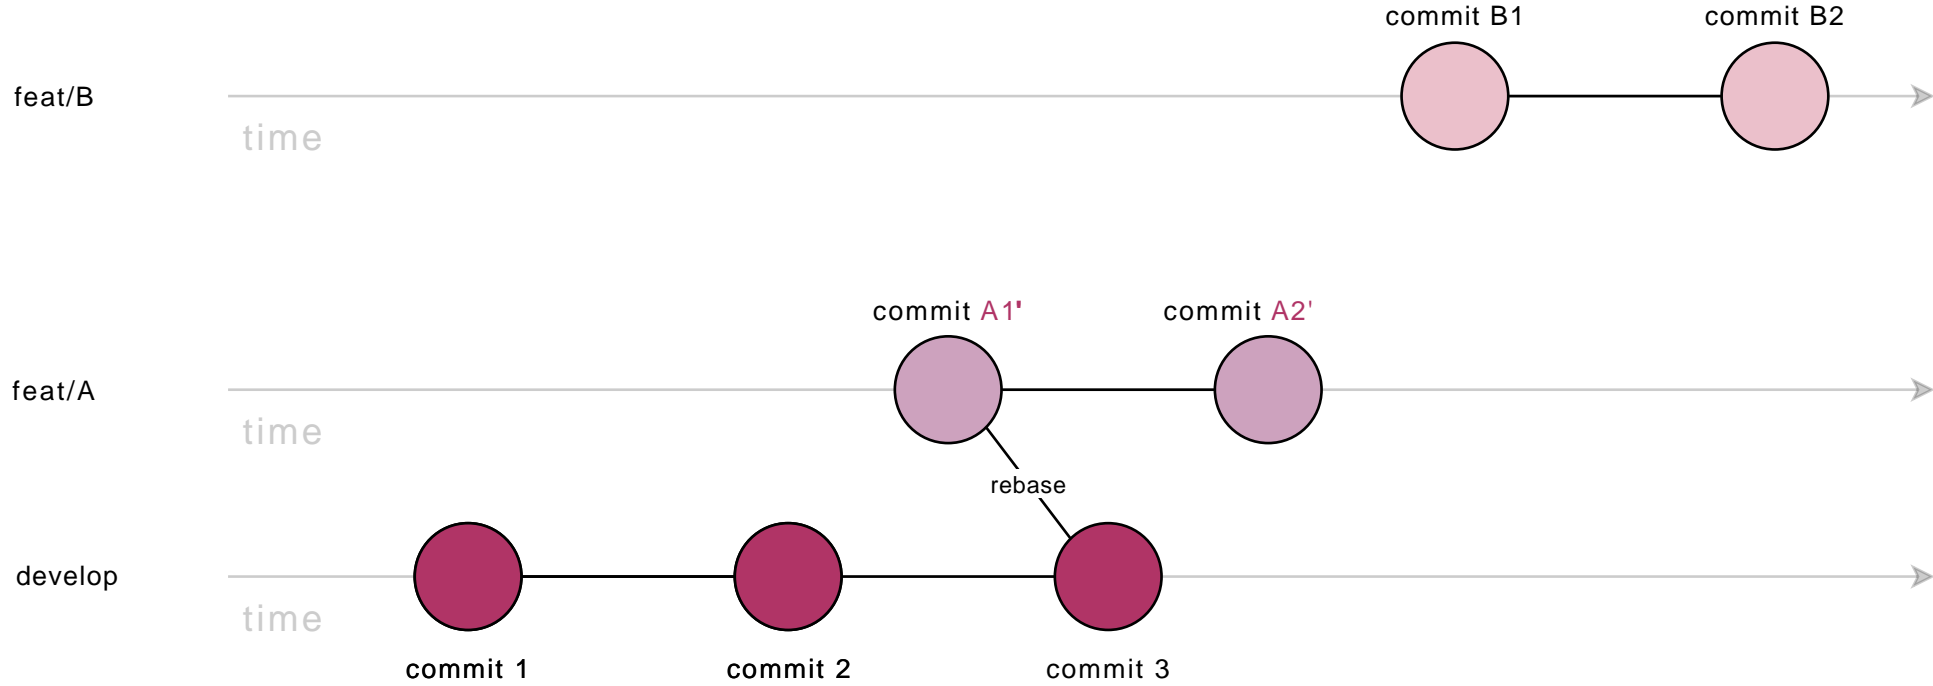 commit B1
commit B2
feat/B
time
commit A1'
commit A2'
feat/A
time
rebase
develop
time
commit 1
commit 2
commit 3